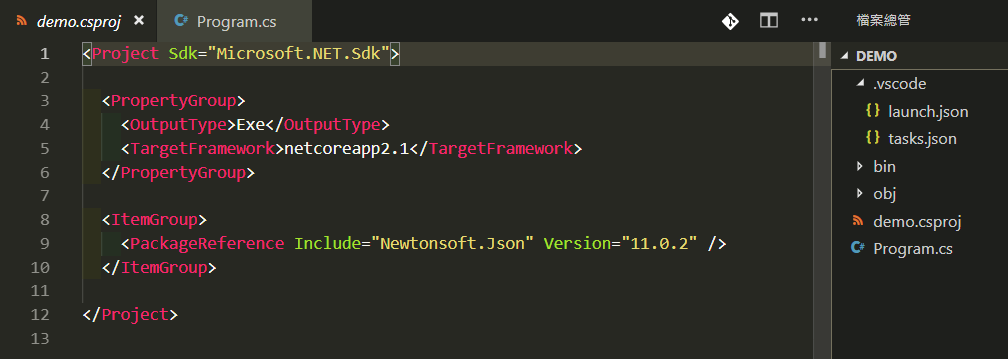 demo.csproj
Program.cs
檔案總管
1 <Project Sdk="Microsoft.NET.Sdk">
2
3 <PropertyGroup>
4 <OutputType>Exe</OutputType>
5 <TargetFramework>netcoreapp2.1</TargetFramework>
6 </PropertyGroup>
7
8 <ItemGroup>
9 <PackageReference Include="Newtonsoft.Json" Version="11.0.2" />
10 </ItemGroup>
11
12 </Project>
13
DEMO
.vscode
{} launch.json
{} tasks.json
bin
obj
demo.csproj
C# Program.cs